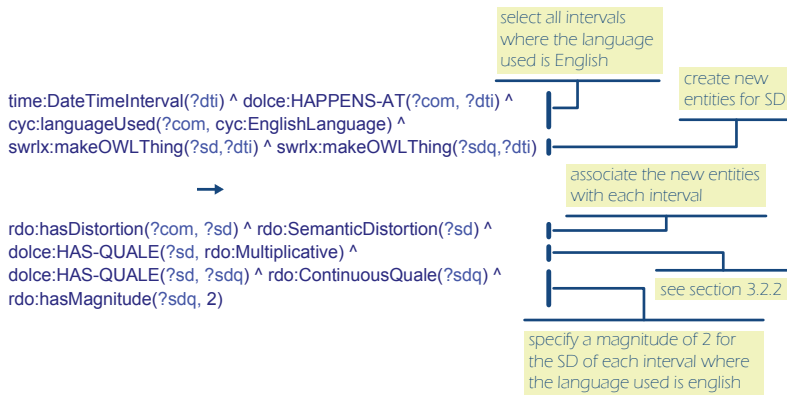 select all intervals
where the language
used is English
create new
entities for SD
time:DateTimeInterval(?dti) ^ dolce:HAPPENS-AT(?com, ?dti) ^
cyc:languageUsed(?com, cyc:EnglishLanguage) ^
swrlx:makeOWLThing(?sd,?dti) ^ swrlx:makeOWLThing(?sdq,?dti)
associate the new entities
with each interval
→
rdo:hasDistortion(?com, ?sd) ^ rdo:SemanticDistortion(?sd) ^
dolce:HAS-QUALE(?sd, rdo:Multiplicative) ^
dolce:HAS-QUALE(?sd, ?sdq) ^ rdo:ContinuousQuale(?sdq) ^
rdo:hasMagnitude(?sdq, 2)
see section 3.2.2
specify a magnitude of 2 for
the SD of each interval where
the language used is english